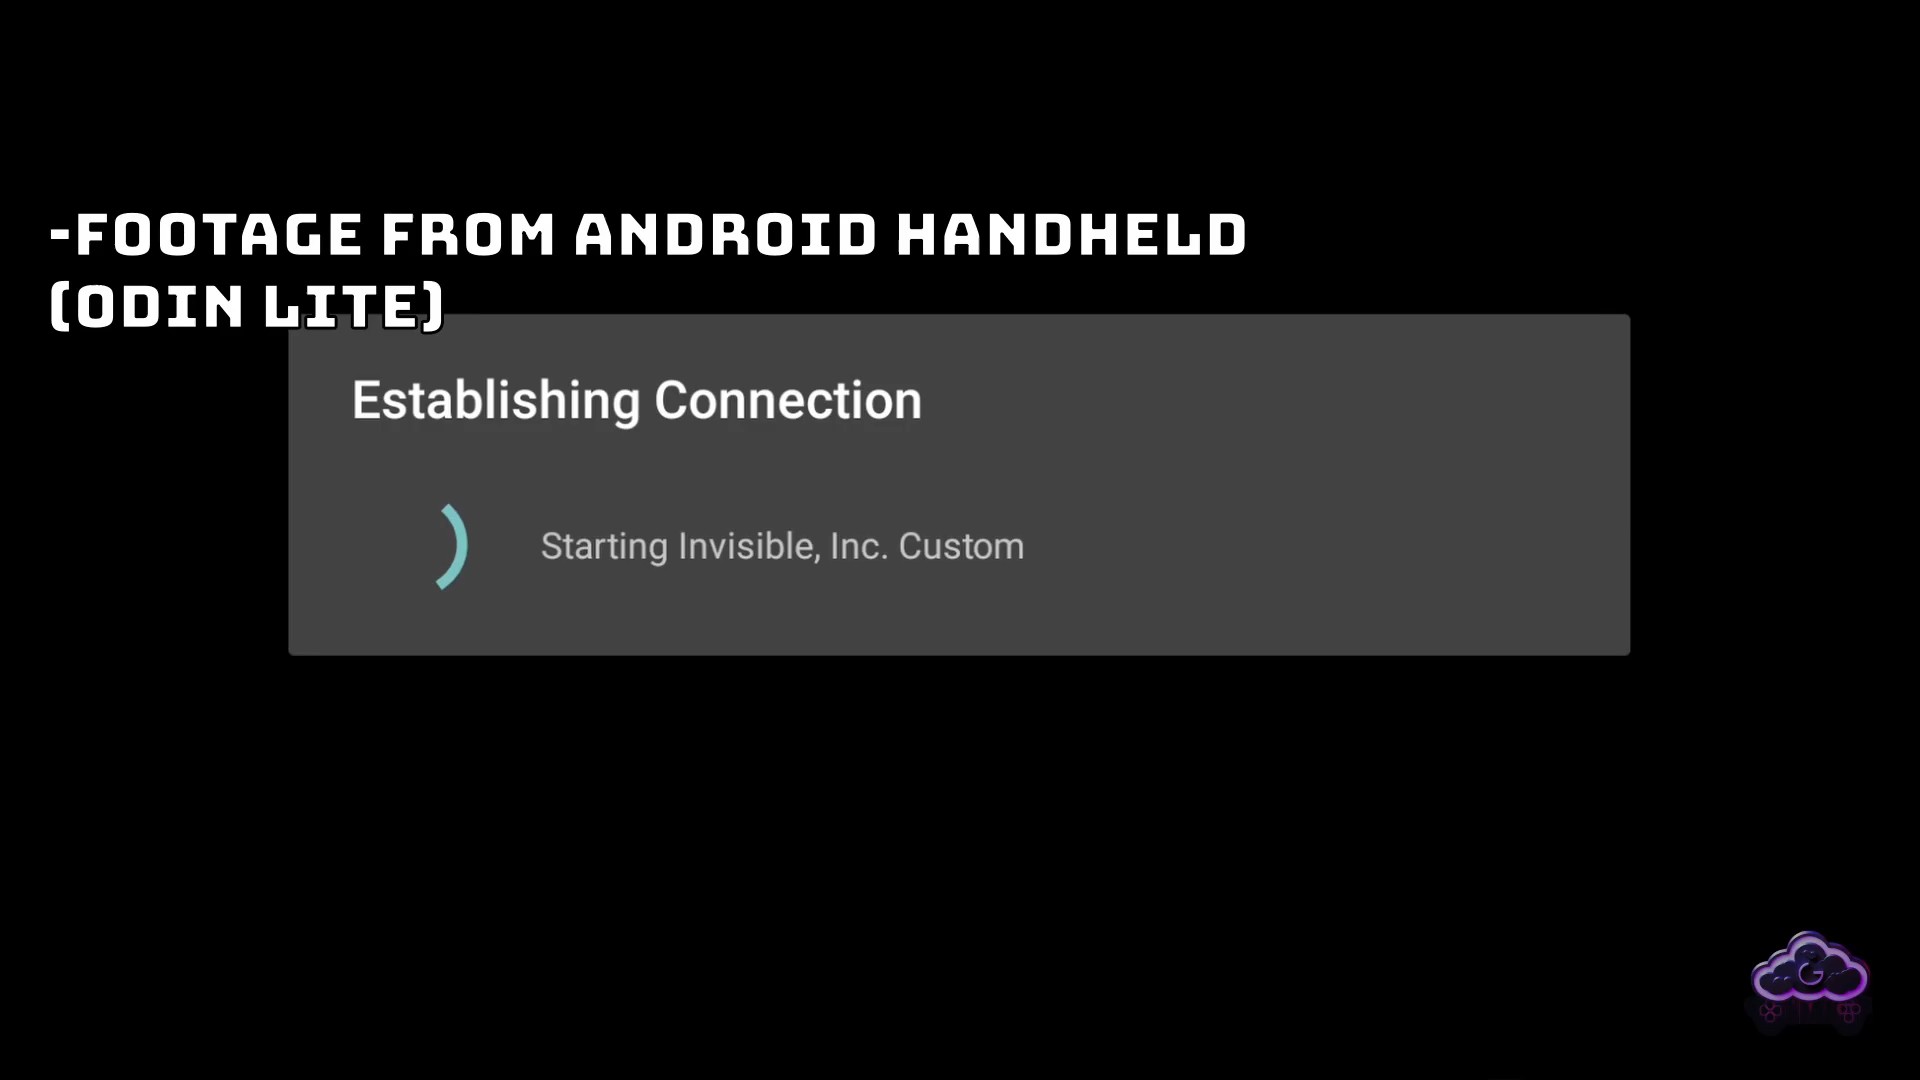 -FOOTAGE FROM ANDROID HANDHELD
(ODIN LITE)
Establishing Connection
Starting Invisible, Inc. Custom
G